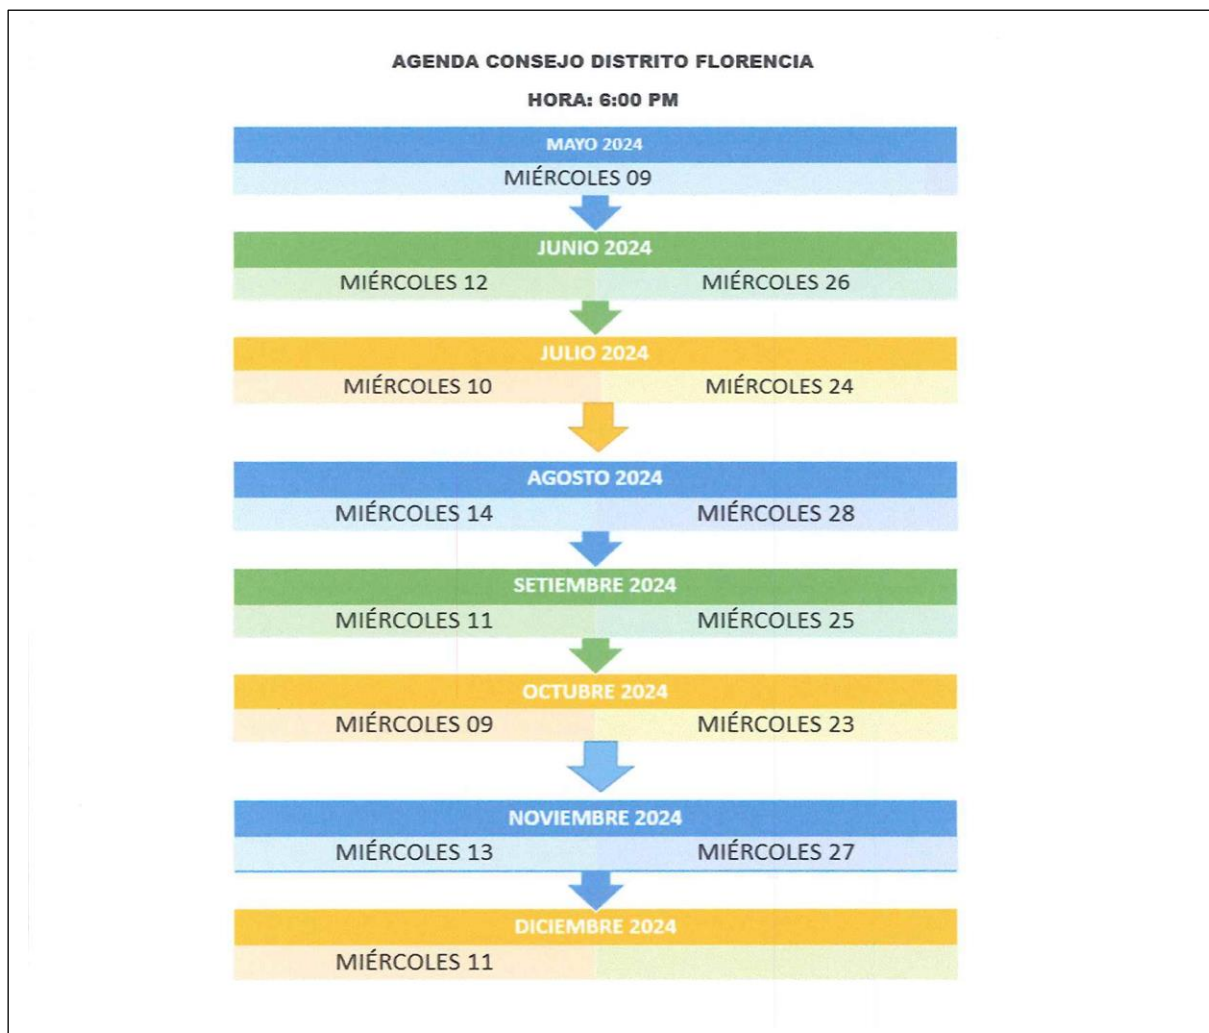 AGENDA CONSEJO DISTRITO FLORENCIA
HORA: 6:00 PM
MAYO 2024
MIÉRCOLES 09
JUNIO 2024
MIÉRCOLES 12 MIÉRCOLES 26
JULIO 2024
MIÉRCOLES 10 MIÉRCOLES 24
AGOSTO 2024
MIÉRCOLES 14 MIÉRCOLES 28
SETIEMBRE 2024
MIÉRCOLES 11 MIÉRCOLES 25
OCTUBRE 2024
MIÉRCOLES 09 MIÉRCOLES 23
NOVIEMBRE 2024
MIÉRCOLES 13 MIÉRCOLES 27
DICIEMBRE 2024
MIÉRCOLES 11